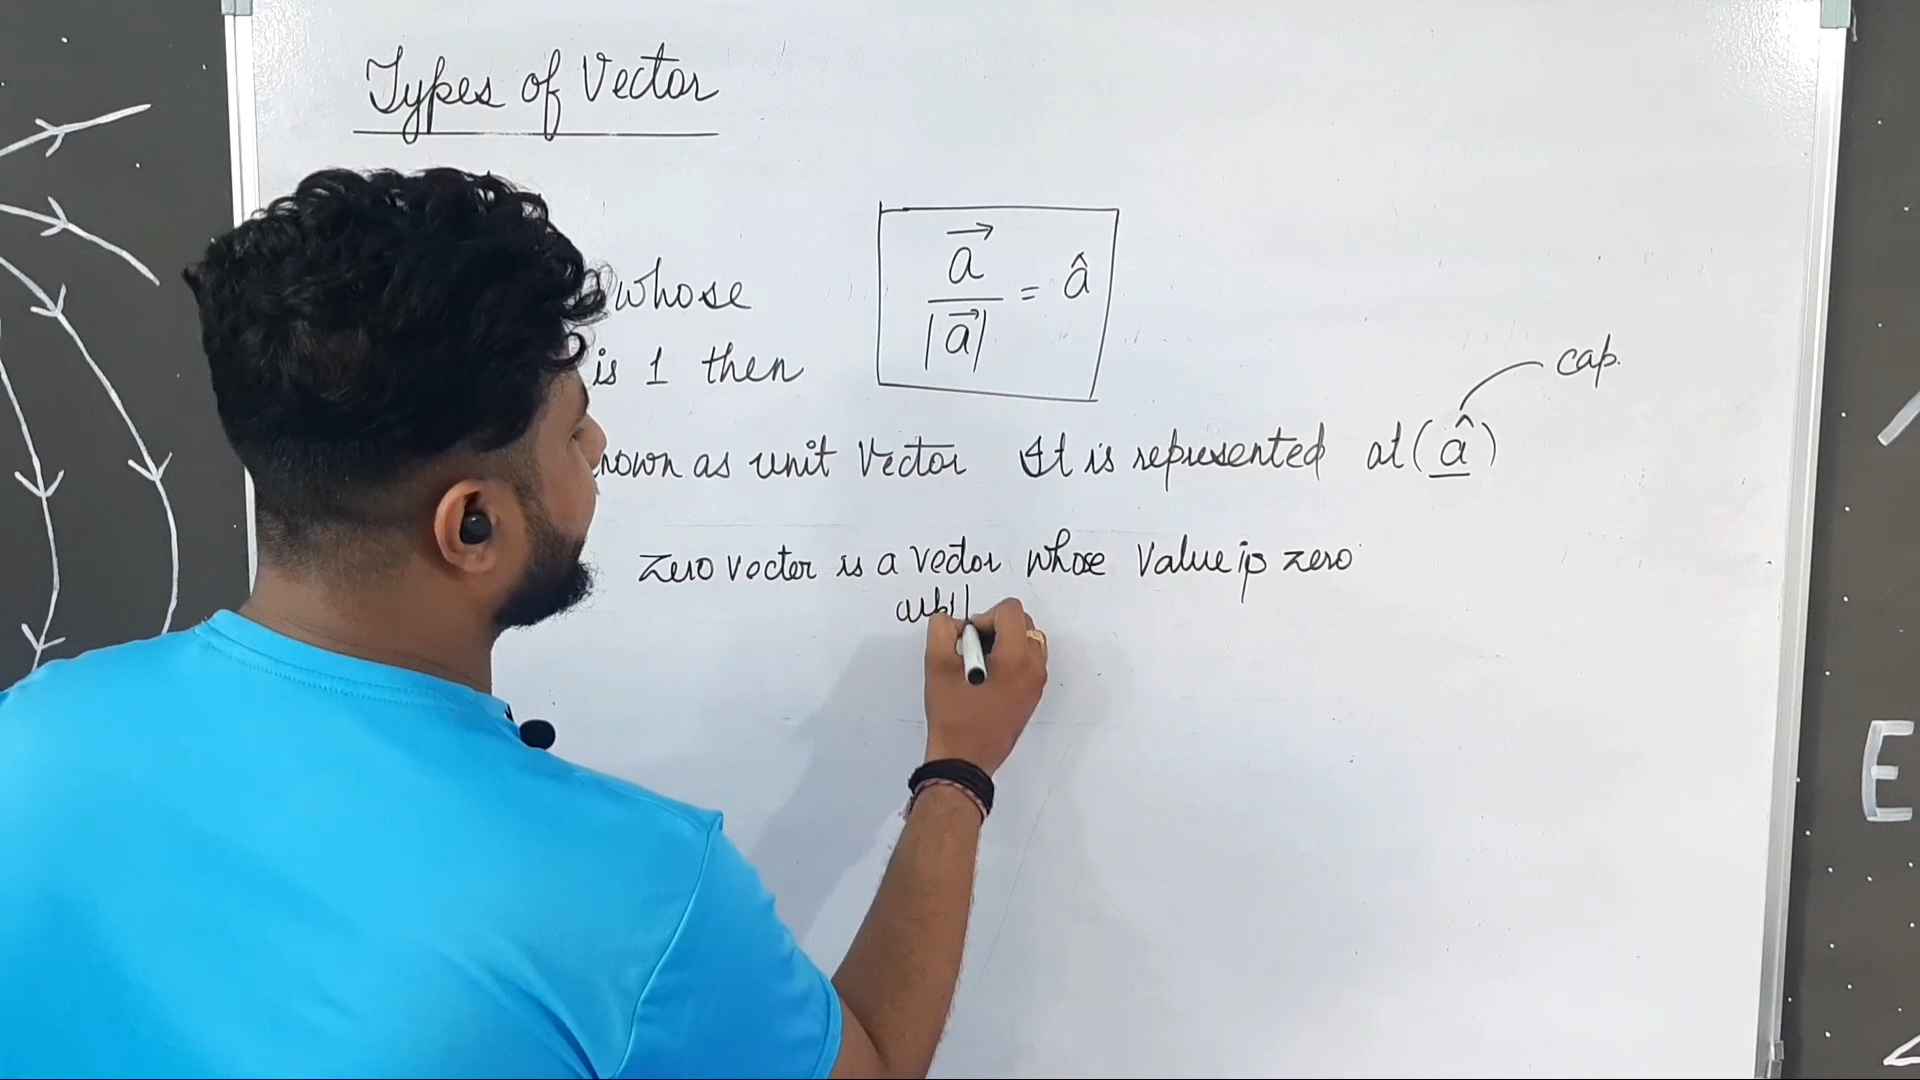 Types of Vector
whose
a⃗ / |a⃗| = â
is 1 then
cap.
nown as unit Vector It is represented at (â)
Zero vector is a vector whose Value is zero
E